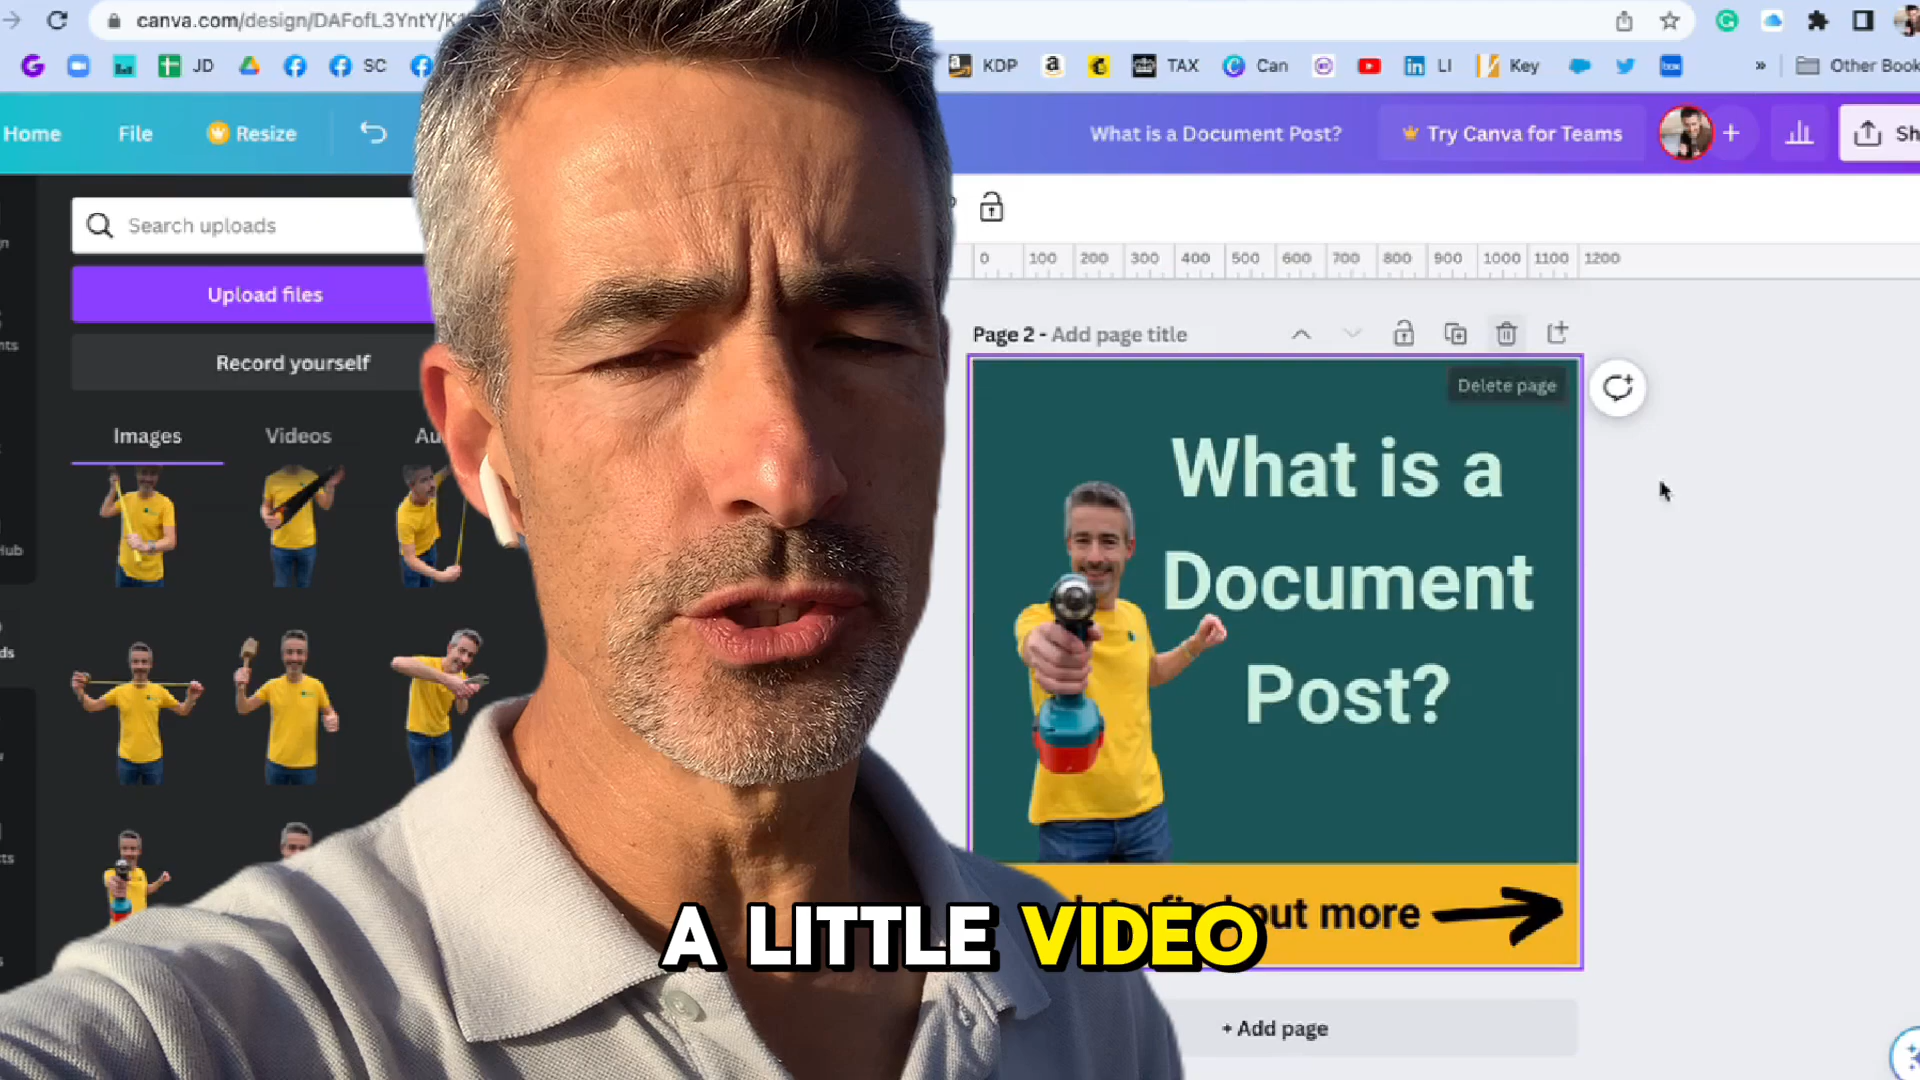 canva.com/design/DAFofL3YntY/K
JD
SC
KDP
TAX
Can
LI
Key
»
Other Book
Home
File
Resize
What is a Document Post?
Try Canva for Teams
+
Sh
Search uploads
Upload files
Record yourself
Images
Videos
Au
0 100 200 300 400 500 600 700 800 900 1000 1100 1200
Page 2 - Add page title
Delete page
What is a
Document
Post?
find out more
A LITTLE VIDEO
+ Add page